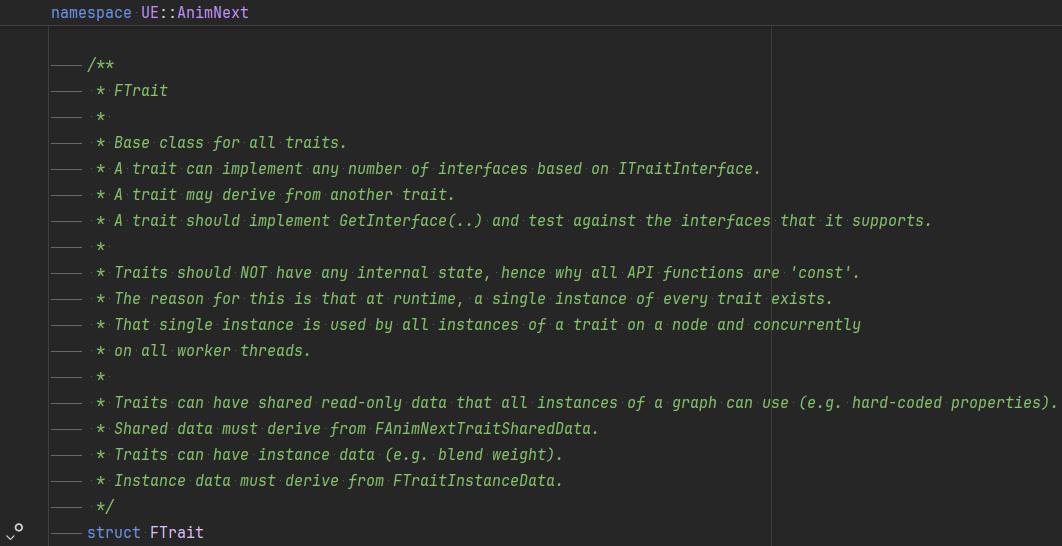 namespace UE::AnimNext
/**
* FTrait
*
* Base class for all traits.
* A trait can implement any number of interfaces based on ITraitInterface.
* A trait may derive from another trait.
* A trait should implement GetInterface(..) and test against the interfaces that it supports.
*
* Traits should NOT have any internal state, hence why all API functions are 'const'.
* The reason for this is that at runtime, a single instance of every trait exists.
* That single instance is used by all instances of a trait on a node and concurrently
* on all worker threads.
*
* Traits can have shared read-only data that all instances of a graph can use (e.g. hard-coded properties).
* Shared data must derive from FAnimNextTraitSharedData.
* Traits can have instance data (e.g. blend weight).
* Instance data must derive from FTraitInstanceData.
*/
struct FTrait